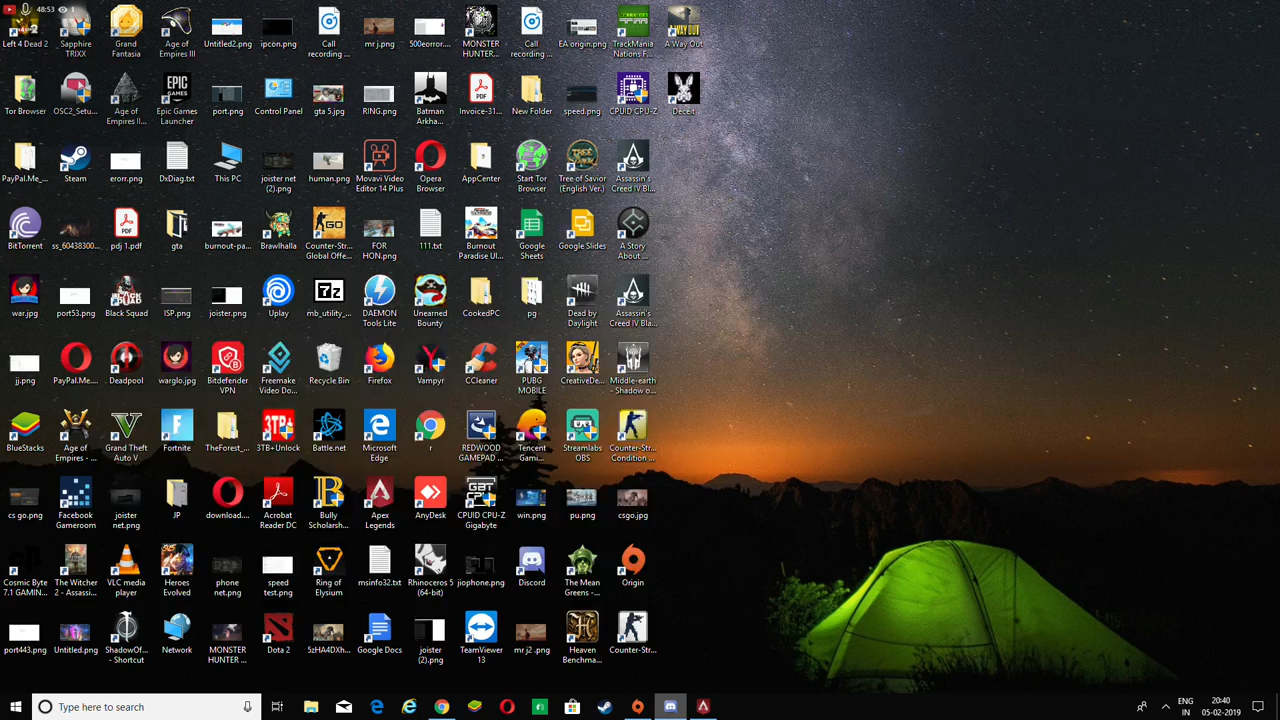 48:53 1
Left 4 Dead 2
Sapphire
TRIXX
Grand
Fantasia
Age of
Empires III
Untitled2.png
ipcon.png
Call
recording ...
mr j.png
500eorror....
MONSTER
HUNTER ...
Call
recording ...
EA origin.png
TrackMania
Nations F...
A Way Out
Tor Browser
OSC2_Setu...
Age of
Empires II...
Epic Games
Launcher
port.png
Control Panel
gta 5.jpg
RING.png
Batman
Arkha...
Invoice-31...
New Folder
speed.png
CPUID CPU-Z
Deceit
PayPal.Me_...
Steam
erorr.png
DxDiag.txt
This PC
joister net
(2).png
human.png
Movavi Video
Editor 14 Plus
Opera
Browser
AppCenter
Start Tor
Browser
Tree of Savior
(English Ver.)
Assassin's
Creed IV Bl...
BitTorrent
ss_60438300...
pdj 1.pdf
gta
burnout-pa...
Brawlhalla
Counter-Str...
Global Offe...
FOR
HON.png
111.txt
Burnout
Paradise Ul...
Google
Sheets
Google Slides
A Story
About ...
war.jpg
port53.png
Black Squad
ISP.png
joister.png
Uplay
mb_utility_...
DAEMON
Tools Lite
Unearned
Bounty
CookedPC
pg
Dead by
Daylight
Assassin's
Creed IV Bla...
jj.png
PayPal.Me....
Deadpool
warglo.jpg
Bitdefender
VPN
Freemake
Video Do...
Recycle Bin
Firefox
Vampyr
CCleaner
PUBG
MOBILE
CreativeDe...
Middle-earth
- Shadow o...
BlueStacks
Age of
Empires - ...
Grand Theft
Auto V
Fortnite
TheForest_...
3TB+Unlock
Battle.net
Microsoft
Edge
r
REDWOOD
GAMEPAD ...
Tencent
Gami...
Streamlabs
OBS
Counter-Str...
Condition ...
cs go.png
Facebook
Gameroom
joister
net.png
JP
download....
Acrobat
Reader DC
Bully
Scholarsh...
Apex
Legends
AnyDesk
CPUID CPU-Z
Gigabyte
win.png
pu.png
csgo.jpg
Cosmic Byte
7.1 GAMIN...
The Witcher
2 - Assassi...
VLC media
player
Heroes
Evolved
phone
net.png
speed
test.png
Ring of
Elysium
msinfo32.txt
Rhinoceros 5
(64-bit)
jiophone.png
Discord
The Mean
Greens - ...
Origin
port443.png
Untitled.png
ShadowOf...
- Shortcut
Network
MONSTER
HUNTER ...
Dota 2
5zHA4DXh...
Google Docs
joister
(2).png
TeamViewer
13
mr j2 .png
Heaven
Benchma...
Counter-Str...
Type here to search
ENG
IN
20:40
05-02-2019